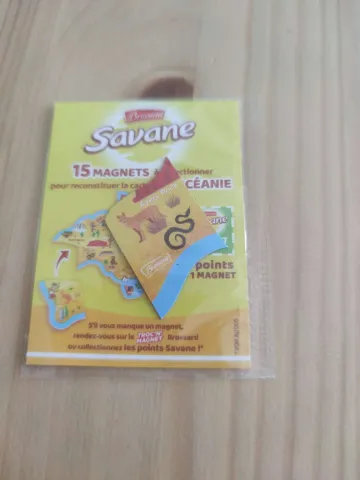 Brossard
Savane
15 MAGNETS
pour reconstituer la carte
CÉANIE
points
1 MAGNET
S'il vous manque un magnet,
rendez-vous sur le Brossard
ou collectionnez les points Savane !*